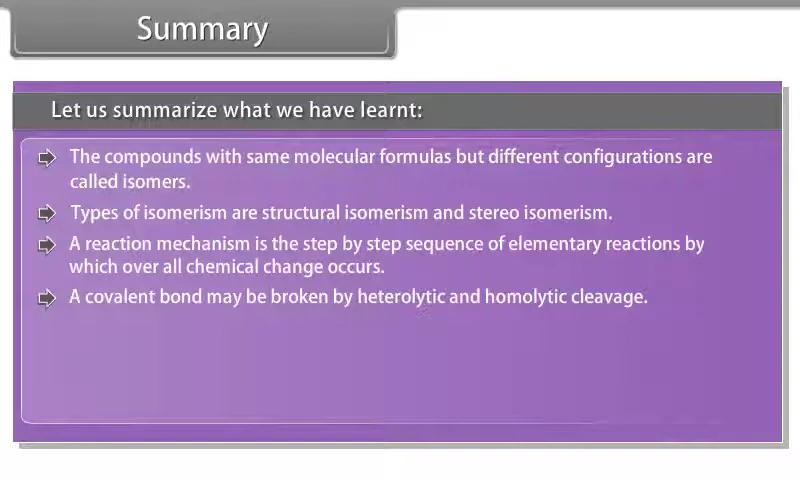 Summary
Let us summarize what we have learnt:
The compounds with same molecular formulas but different configurations are
called isomers.
Types of isomerism are structural isomerism and stereo isomerism.
A reaction mechanism is the step by step sequence of elementary reactions by
which over all chemical change occurs.
A covalent bond may be broken by heterolytic and homolytic cleavage.